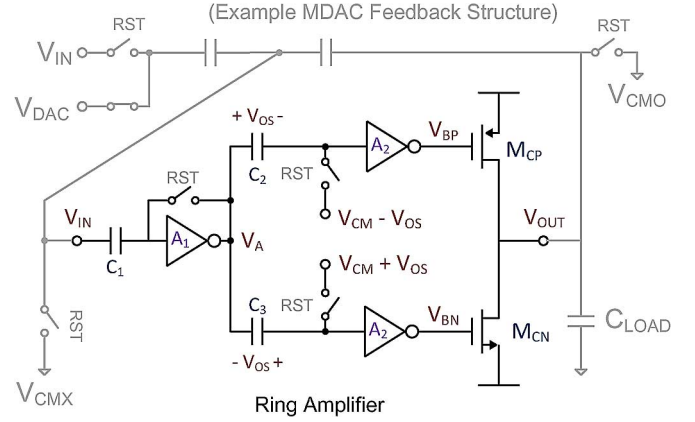 (Example MDAC Feedback Structure)
RST
RST
VIN
VDAC
VCMO
+ VOS -
A2
VBP
MCP
C2
RST
RST
VCM - VOS
VIN
A1
VA
VOUT
C1
VCM + VOS
C3
RST
A2
VBN
MCN
CLOAD
RST
- VOS +
VCMX
Ring Amplifier